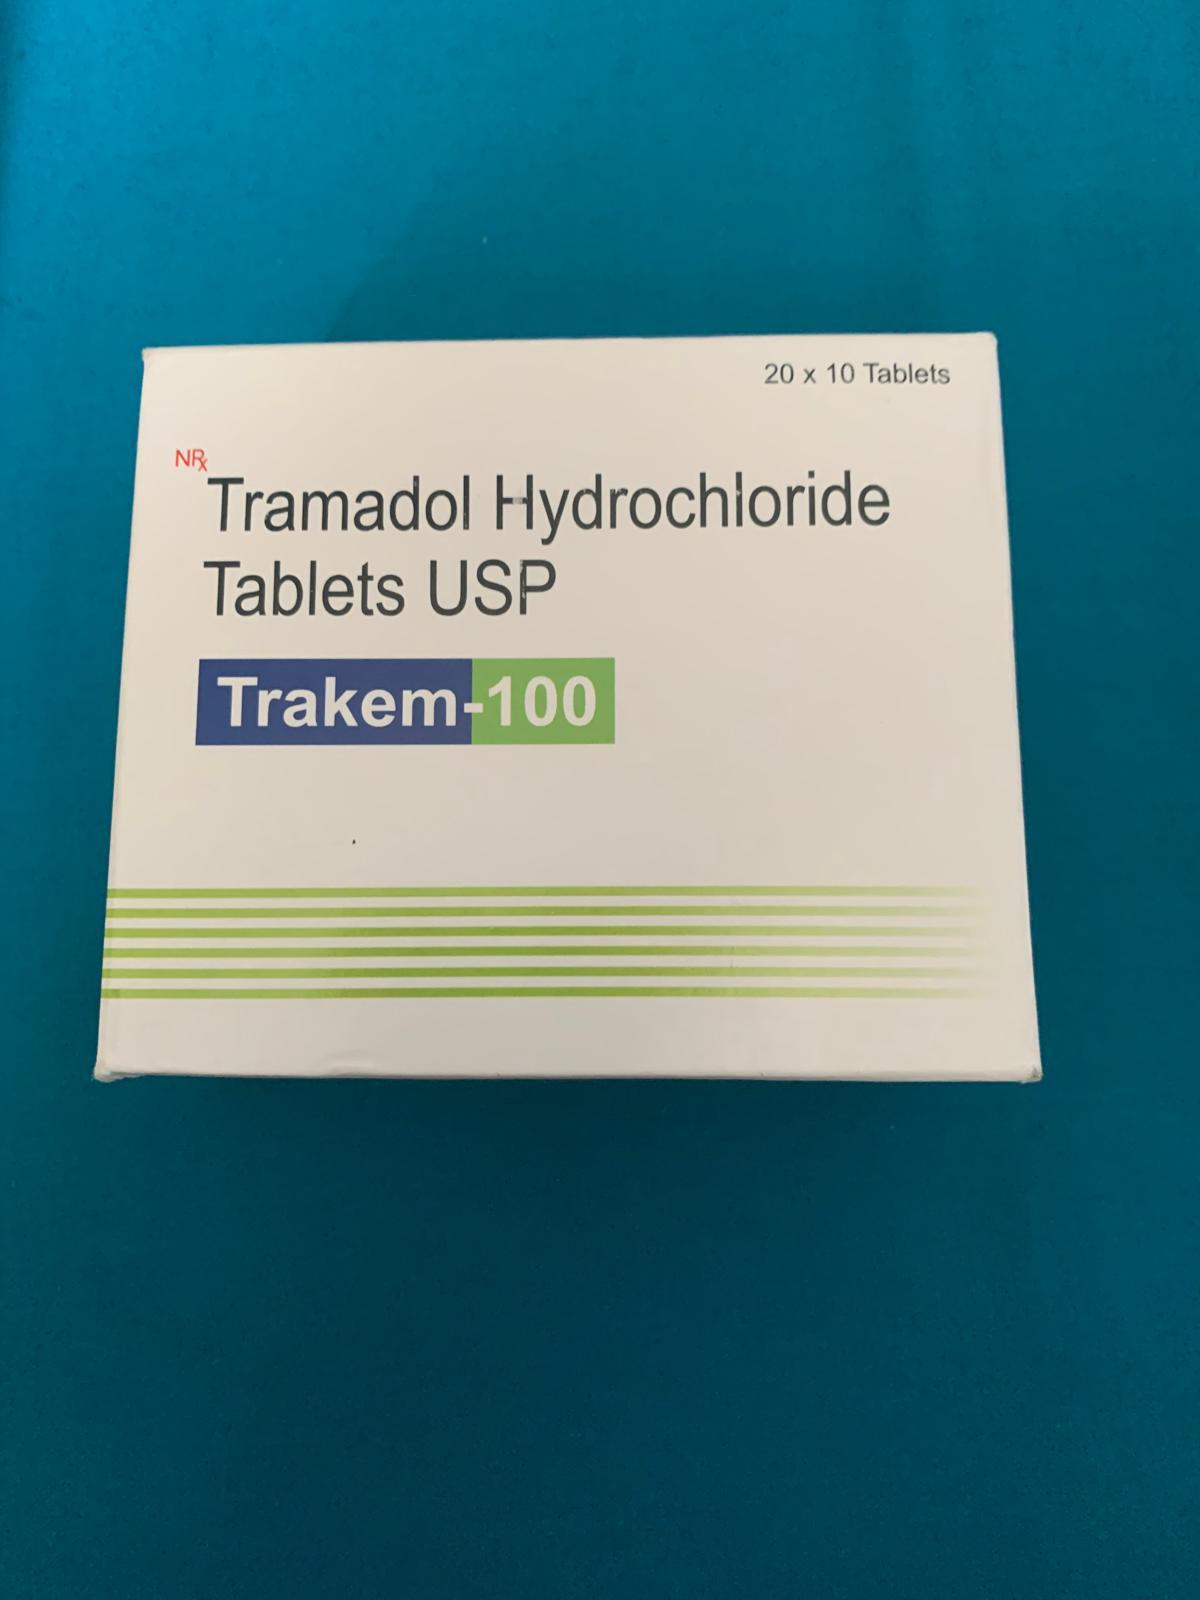 20 x 10 Tablets
NRx
Tramadol Hydrochloride
Tablets USP
Trakem-100